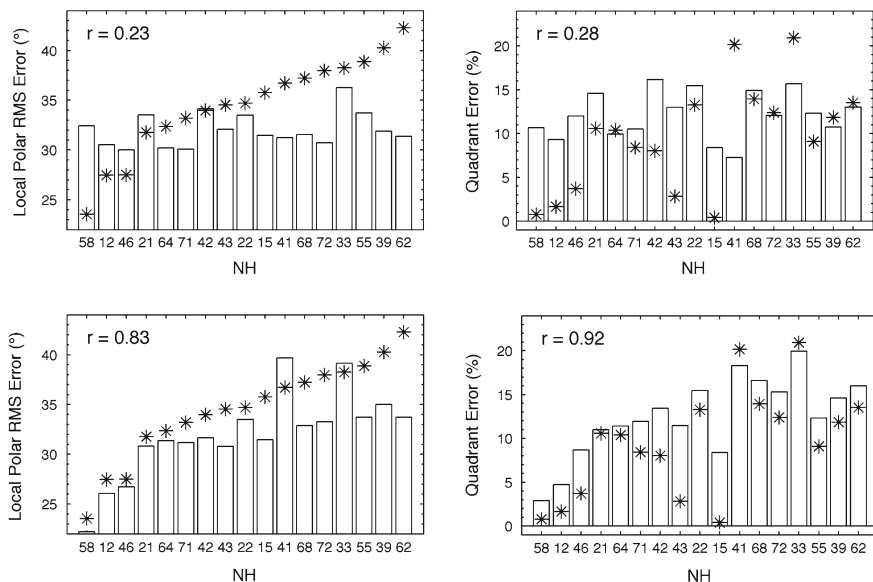 r = 0.23
Local Polar RMS Error (°)
40
35
30
25
58 12 46 21 64 71 42 43 22 15 41 68 72 33 55 39 62
NH
r = 0.28
Quadrant Error (%)
20
15
10
5
0
58 12 46 21 64 71 42 43 22 15 41 68 72 33 55 39 62
NH
r = 0.83
Local Polar RMS Error (°)
40
35
30
25
58 12 46 21 64 71 42 43 22 15 41 68 72 33 55 39 62
NH
r = 0.92
Quadrant Error (%)
20
15
10
5
0
58 12 46 21 64 71 42 43 22 15 41 68 72 33 55 39 62
NH